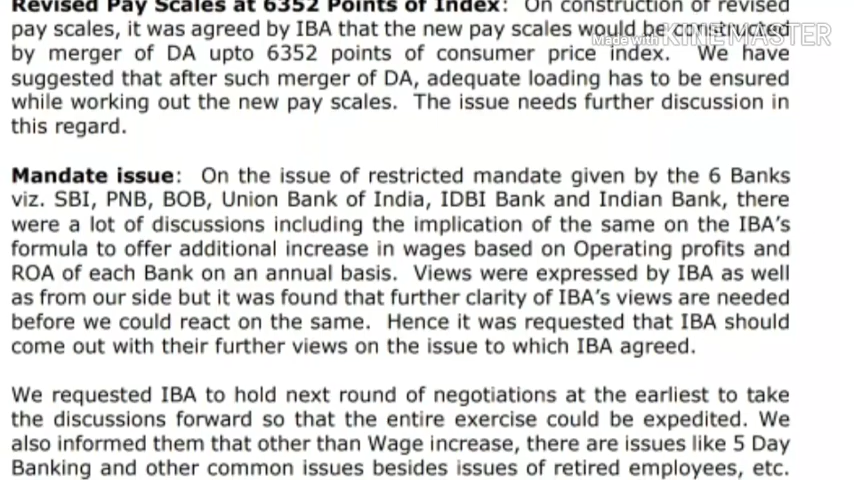 Revised Pay Scales at 6352 Points of Index: On construction of revised
pay scales, it was agreed by IBA that the new pay scales would be constructed
Made with KINEMASTER
by merger of DA upto 6352 points of consumer price index. We have
suggested that after such merger of DA, adequate loading has to be ensured
while working out the new pay scales. The issue needs further discussion in
this regard.
Mandate issue: On the issue of restricted mandate given by the 6 Banks
viz. SBI, PNB, BOB, Union Bank of India, IDBI Bank and Indian Bank, there
were a lot of discussions including the implication of the same on the IBA's
formula to offer additional increase in wages based on Operating profits and
ROA of each Bank on an annual basis. Views were expressed by IBA as well
as from our side but it was found that further clarity of IBA's views are needed
before we could react on the same. Hence it was requested that IBA should
come out with their further views on the issue to which IBA agreed.
We requested IBA to hold next round of negotiations at the earliest to take
the discussions forward so that the entire exercise could be expedited. We
also informed them that other than Wage increase, there are issues like 5 Day
Banking and other common issues besides issues of retired employees, etc.